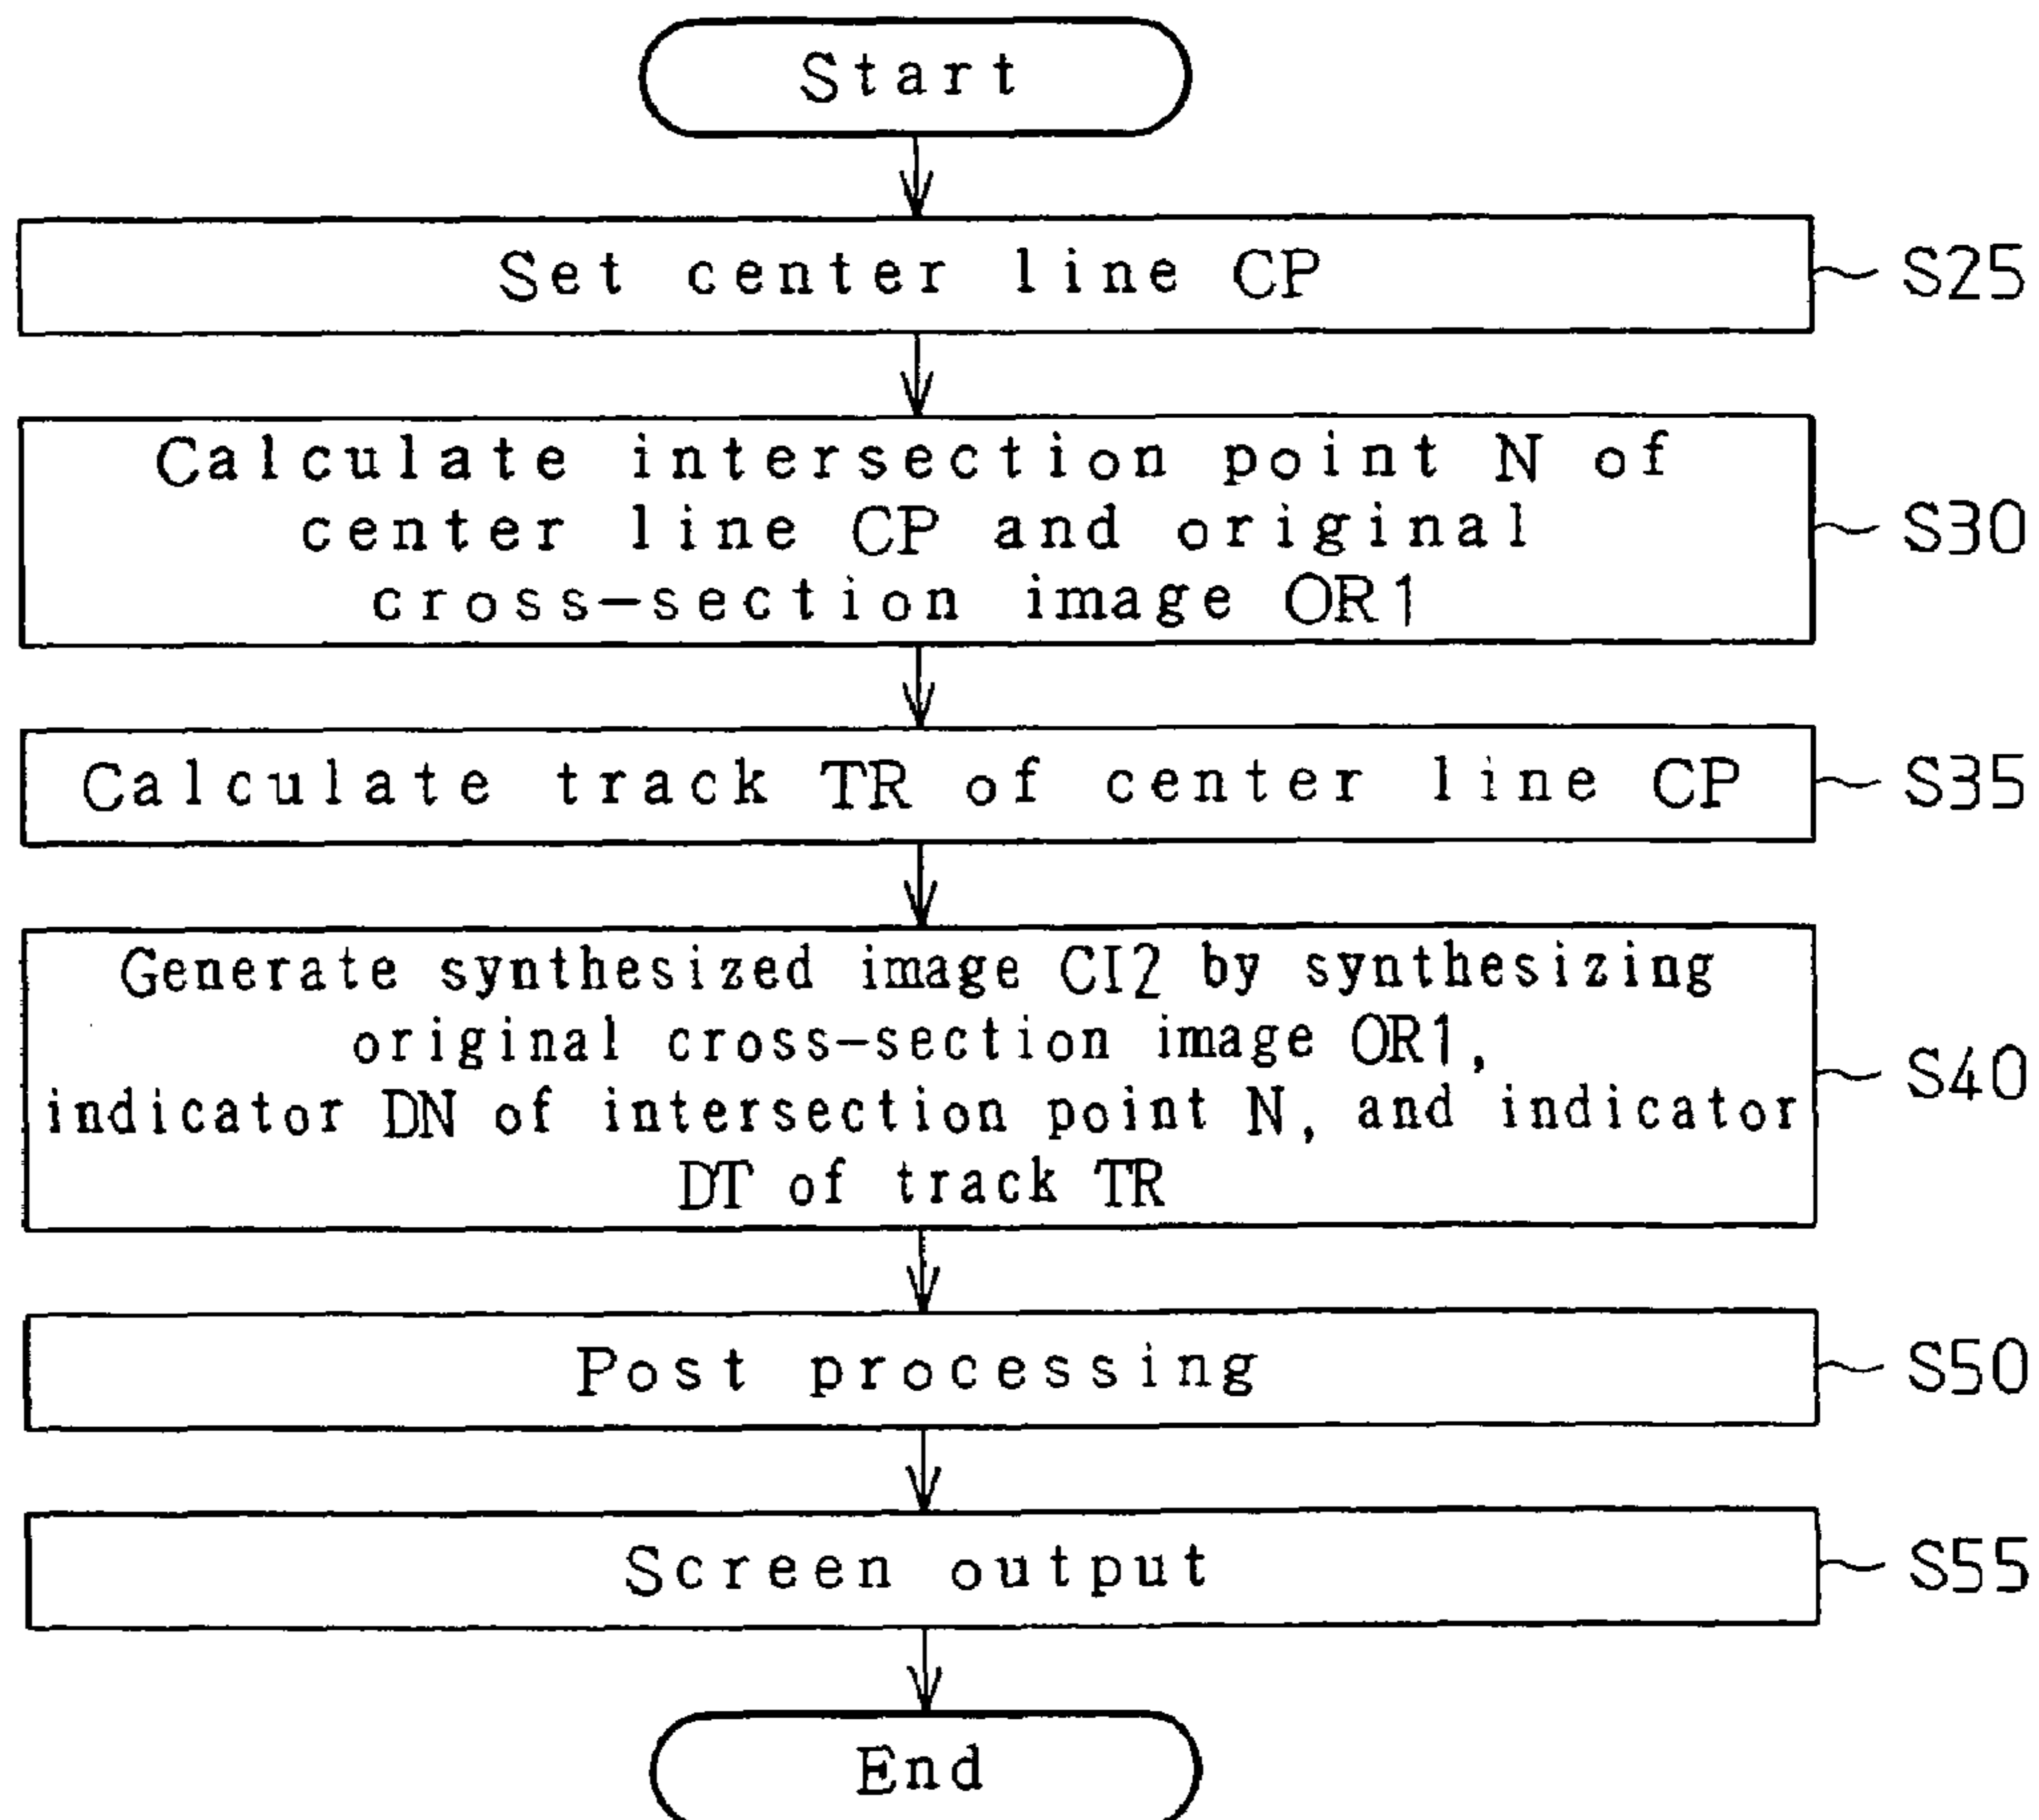 Start
Set center line CP
S25
Calculate intersection point N of
center line CP and original
cross-section image OR1
S30
Calculate track TR of center line CP
S35
Generate synthesized image CI2 by synthesizing
original cross-section image OR1,
indicator DN of intersection point N, and indicator
DT of track TR
S40
Post processing
S50
Screen output
S55
End